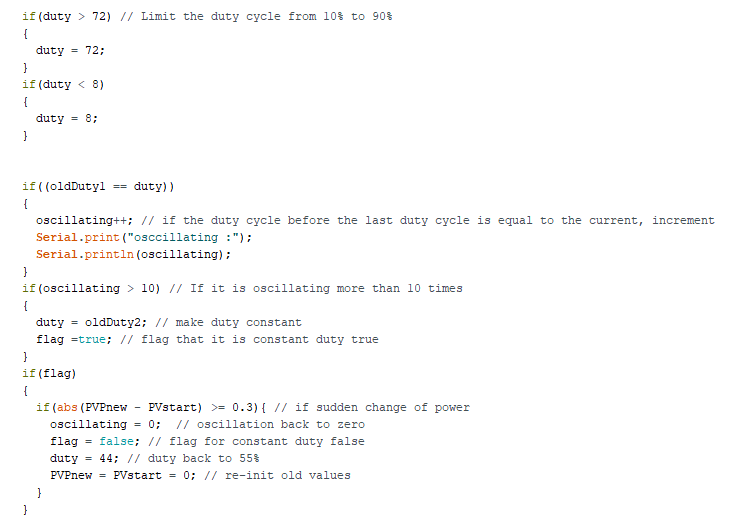 if(duty > 72) // Limit the duty cycle from 10% to 90%
{
  duty = 72;
}
if(duty < 8)
{
  duty = 8;
}
if((oldDuty1 == duty))
{
  oscillating++; // if the duty cycle before the last duty cycle is equal to the current, increment
  Serial.print("osccillating :");
  Serial.println(oscillating);
}
if(oscillating > 10) // If it is oscillating more than 10 times
{
  duty = oldDuty2; // make duty constant
  flag =true; // flag that it is constant duty true
}
if(flag)
{
  if(abs(PVPnew - PVstart) >= 0.3){ // if sudden change of power
    oscillating = 0;  // oscillation back to zero
    flag = false; // flag for constant duty false
    duty = 44; // duty back to 55%
    PVPnew = PVstart = 0; // re-init old values
  }
}